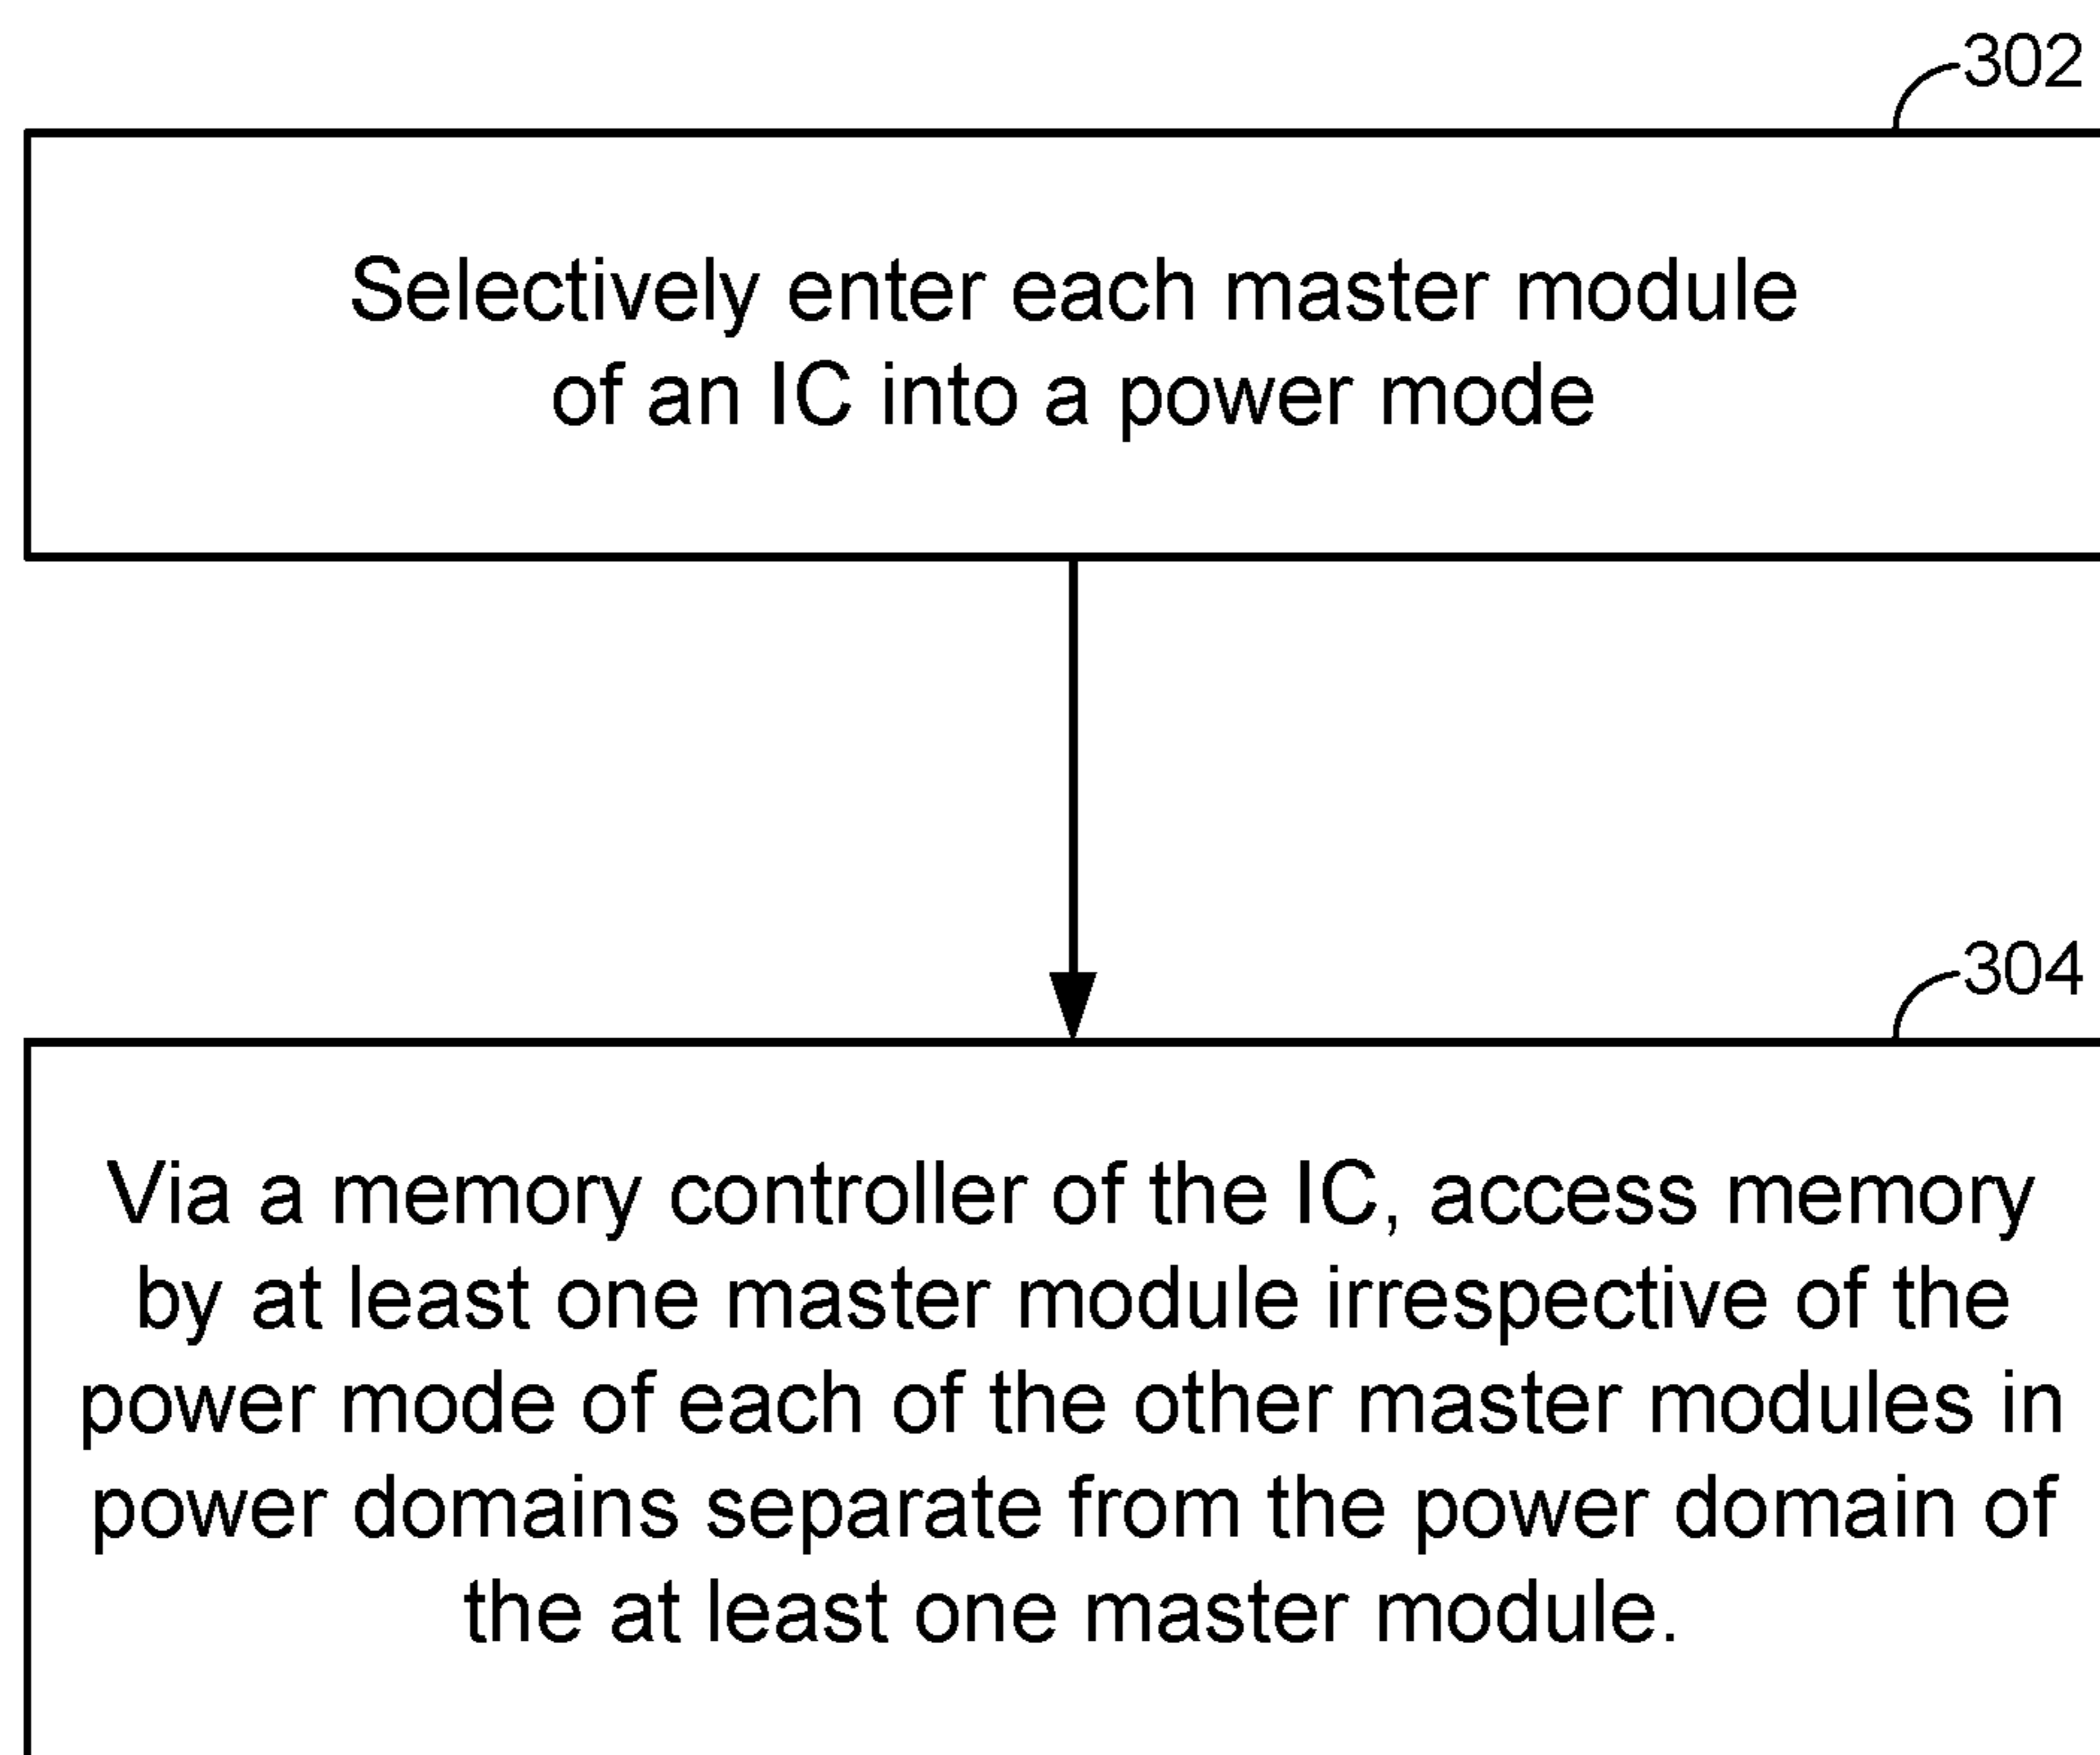 302
Selectively enter each master module
of an IC into a power mode
304
Via a memory controller of the IC, access memory
by at least one master module irrespective of the
power mode of each of the other master modules in
power domains separate from the power domain of
the at least one master module.